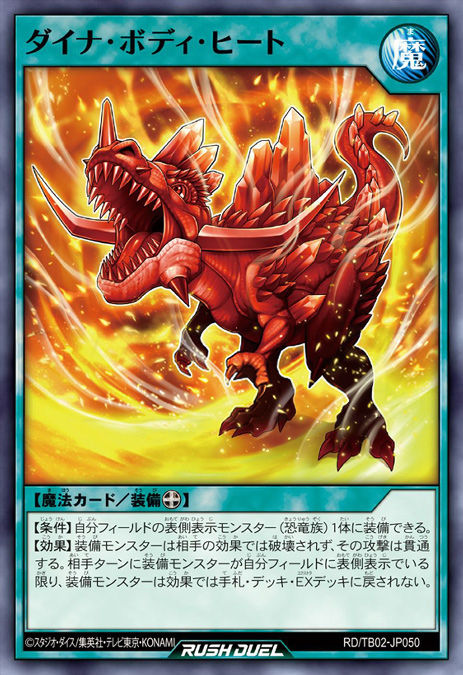 ダイナ・ボディ・ヒート
魔
【魔法カード／装備】
【条件】自分フィールドの表側表示モンスター（恐竜族）1体に装備できる。
【効果】装備モンスターは相手の効果では破壊されず、その攻撃は貫通
する。相手ターンに装備モンスターが自分フィールドに表側表示でいる
限り、装備モンスターは効果では手札・デッキ・EXデッキに戻されない。
©スタジオ・ダイス/集英社・テレビ東京・KONAMI
RUSH DUEL
RD/TB02-JP050